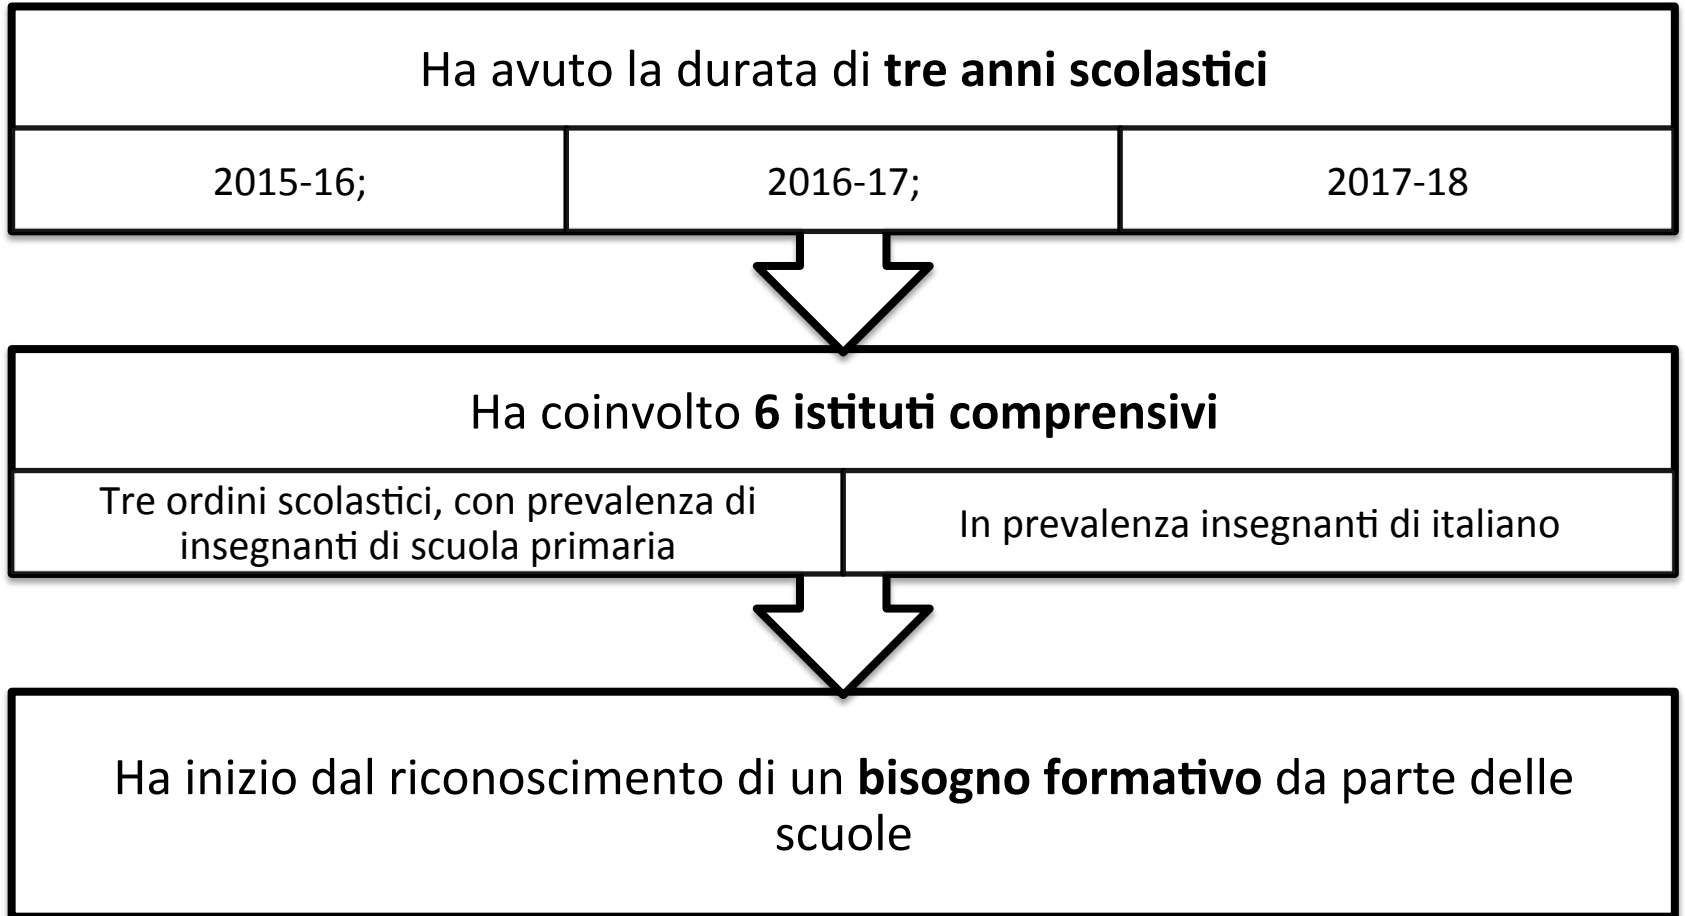 Ha avuto la durata di tre anni scolastici
2015-16;
2016-17;
2017-18
Ha coinvolto 6 istituti comprensivi
Tre ordini scolastici, con prevalenza di
insegnanti di scuola primaria
In prevalenza insegnanti di italiano
Ha inizio dal riconoscimento di un bisogno formativo da parte delle
scuole